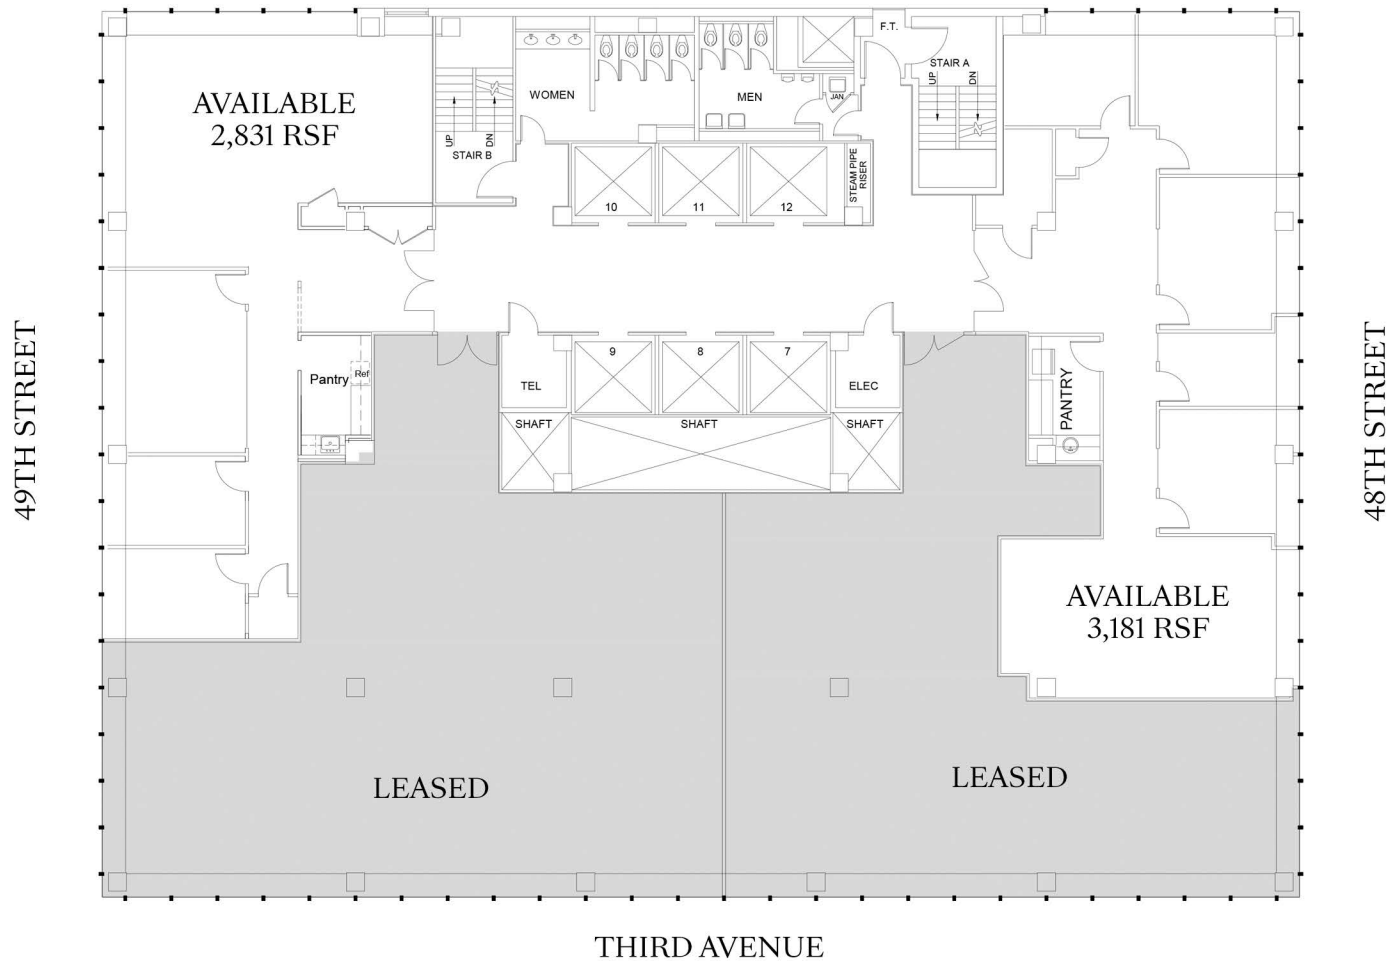 F.T.
STAIR A
UP
DN
WOMEN
MEN
JAN
AVAILABLE
2,831 RSF
UP
DN
STAIR B
STEAM PIPE
RISER
10
11
12
49TH STREET
48TH STREET
9
8
7
Pantry
Ref
TEL
ELEC
PANTRY
SHAFT
SHAFT
SHAFT
AVAILABLE
3,181 RSF
LEASED
LEASED
THIRD AVENUE